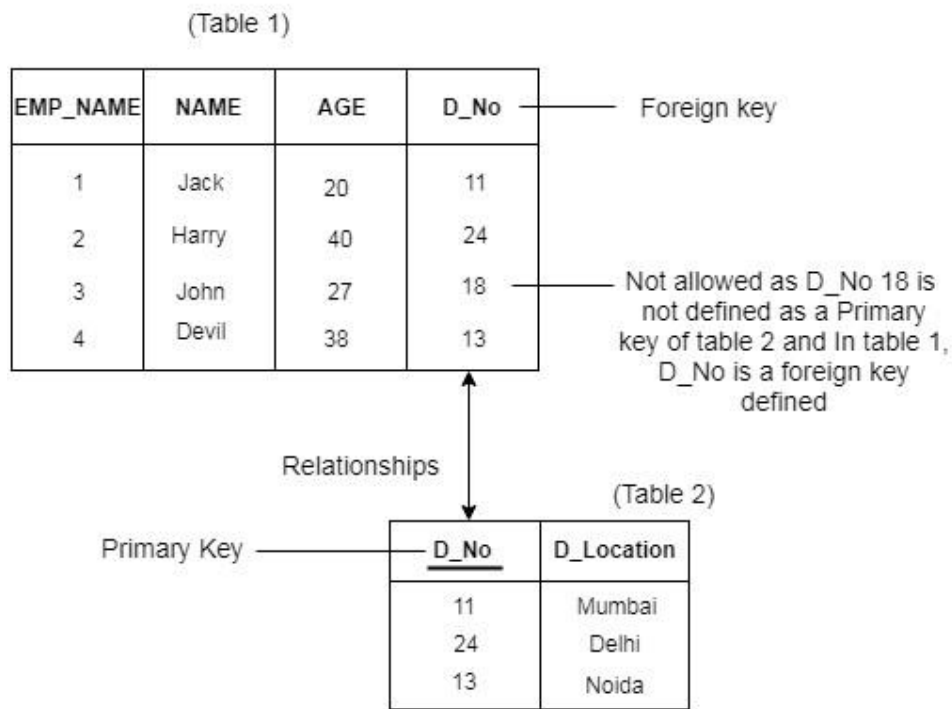 (Table 1)
EMP_NAME NAME AGE D_No Foreign key
1 Jack 20 11
2 Harry 40 24
3 John 27 18
4 Devil 38 13
Not allowed as D_No 18 is
not defined as a Primary
key of table 2 and In table 1,
D_No is a foreign key
defined
Relationships
(Table 2)
Primary Key D_No D_Location
11 Mumbai
24 Delhi
13 Noida